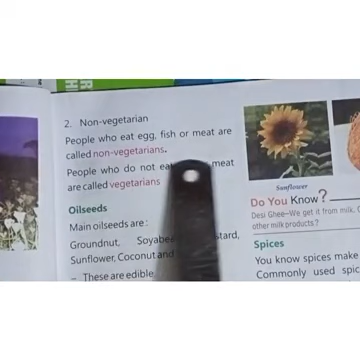 2. Non-vegetarian
People who eat egg, fish or meat are
called non-vegetarians.
People who do not ea meat
are called vegetarians
Oilseeds
Main oilseeds are :
Groundnut, Soyabe tard,
Sunflower, Coconut and
– These are edible
Sunflower
Do You Know ?
Desi Ghee–We get it from milk.
other milk products ?
Spices
You know spices make
Commonly used spic